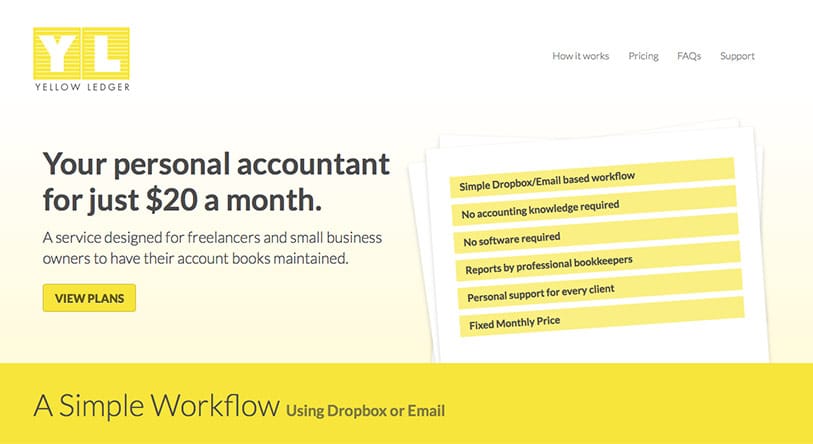 YL
YELLOW LEDGER
How it works Pricing FAQs Support
Your personal accountant
for just $20 a month.
A service designed for freelancers and small business
owners to have their account books maintained.
VIEW PLANS
Simple Dropbox/Email based workflow
No accounting knowledge required
No software required
Reports by professional bookkeepers
Personal support for every client
Fixed Monthly Price
A Simple Workflow Using Dropbox or Email